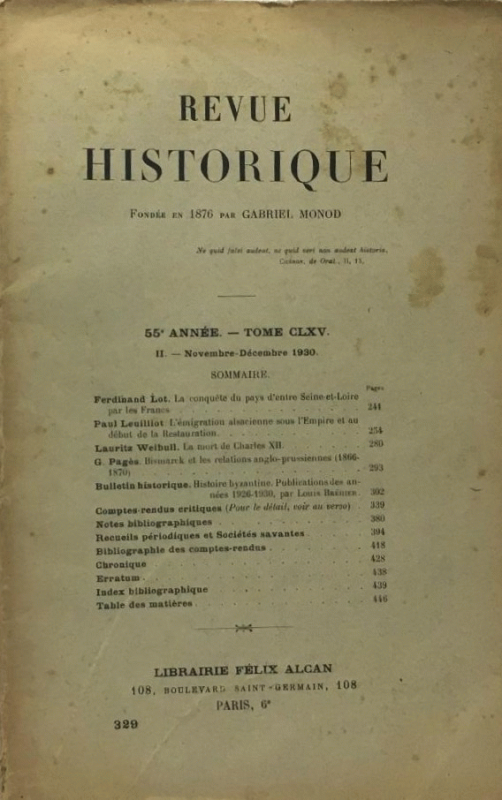 REVUE
HISTORIQUE
FONDÉE EN 1876 PAR GABRIEL MONOD
Ne quid falsi audeat, ne quid veri non audeat historia.
CICÉRON, de Orat., II, 15.
55e ANNÉE. — TOME CLXV.
II. — Novembre-Décembre 1930.
SOMMAIRE.
Pages
Ferdinand Lot. La conquête du pays d'entre Seine-et-Loire
par les Francs . . . 241
Paul Leuilliot. L'émigration alsacienne sous l'Empire et au
début de la Restauration. . . . 254
Lauritz Weibull. La mort de Charles XII. . . . 280
G. Pagès. Bismarck et les relations anglo-prussiennes (1866-
1870) . . . 293
Bulletin historique. Histoire byzantine. Publications des an-
nées 1926-1930, par Louis BRÉHIER. 302
Comptes-rendus critiques (Pour le détail, voir au verso) 339
Notes bibliographiques . . . 380
Recueils périodiques et Sociétés savantes . . . 394
Bibliographie des comptes-rendus . . . 418
Chronique . . . 428
Erratum . . . 438
Index bibliographique . . . 439
Table des matières . . . 446
LIBRAIRIE FÉLIX ALCAN
108, BOULEVARD SAINT-GERMAIN, 108
PARIS, 6e
329